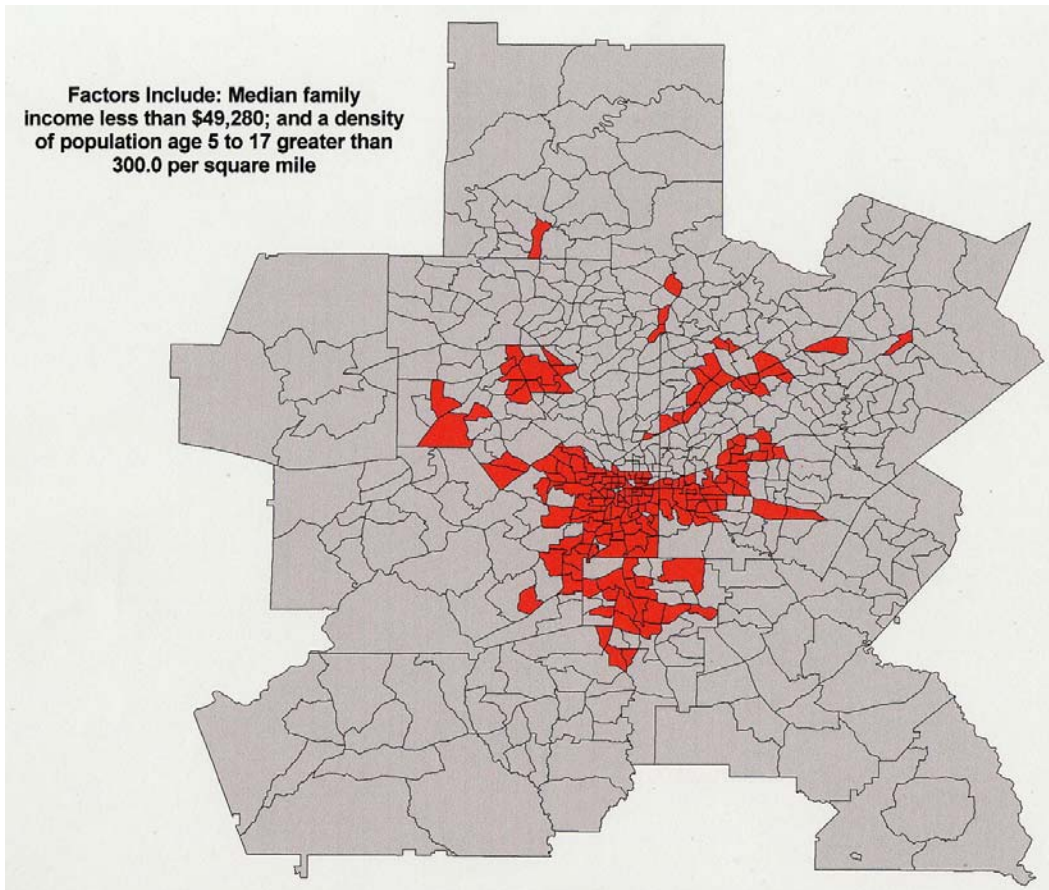 Factors Include: Median family
income less than $49,280; and a density
of population age 5 to 17 greater than
300.0 per square mile